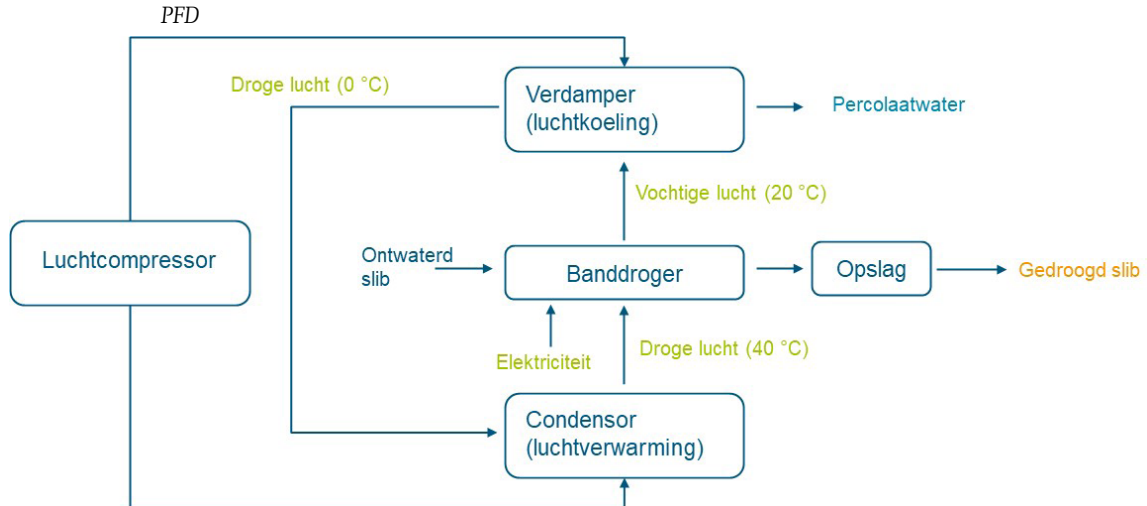 PFD
Droge lucht (0 °C)
Verdamper
(luchtkoeling)
Percolaatwater
Vochtige lucht (20 °C)
Luchtcompressor
Ontwaterd
slib
Banddroger
Opslag
Gedroogd slib
Elektriciteit
Droge lucht (40 °C)
Condensor
(luchtverwarming)